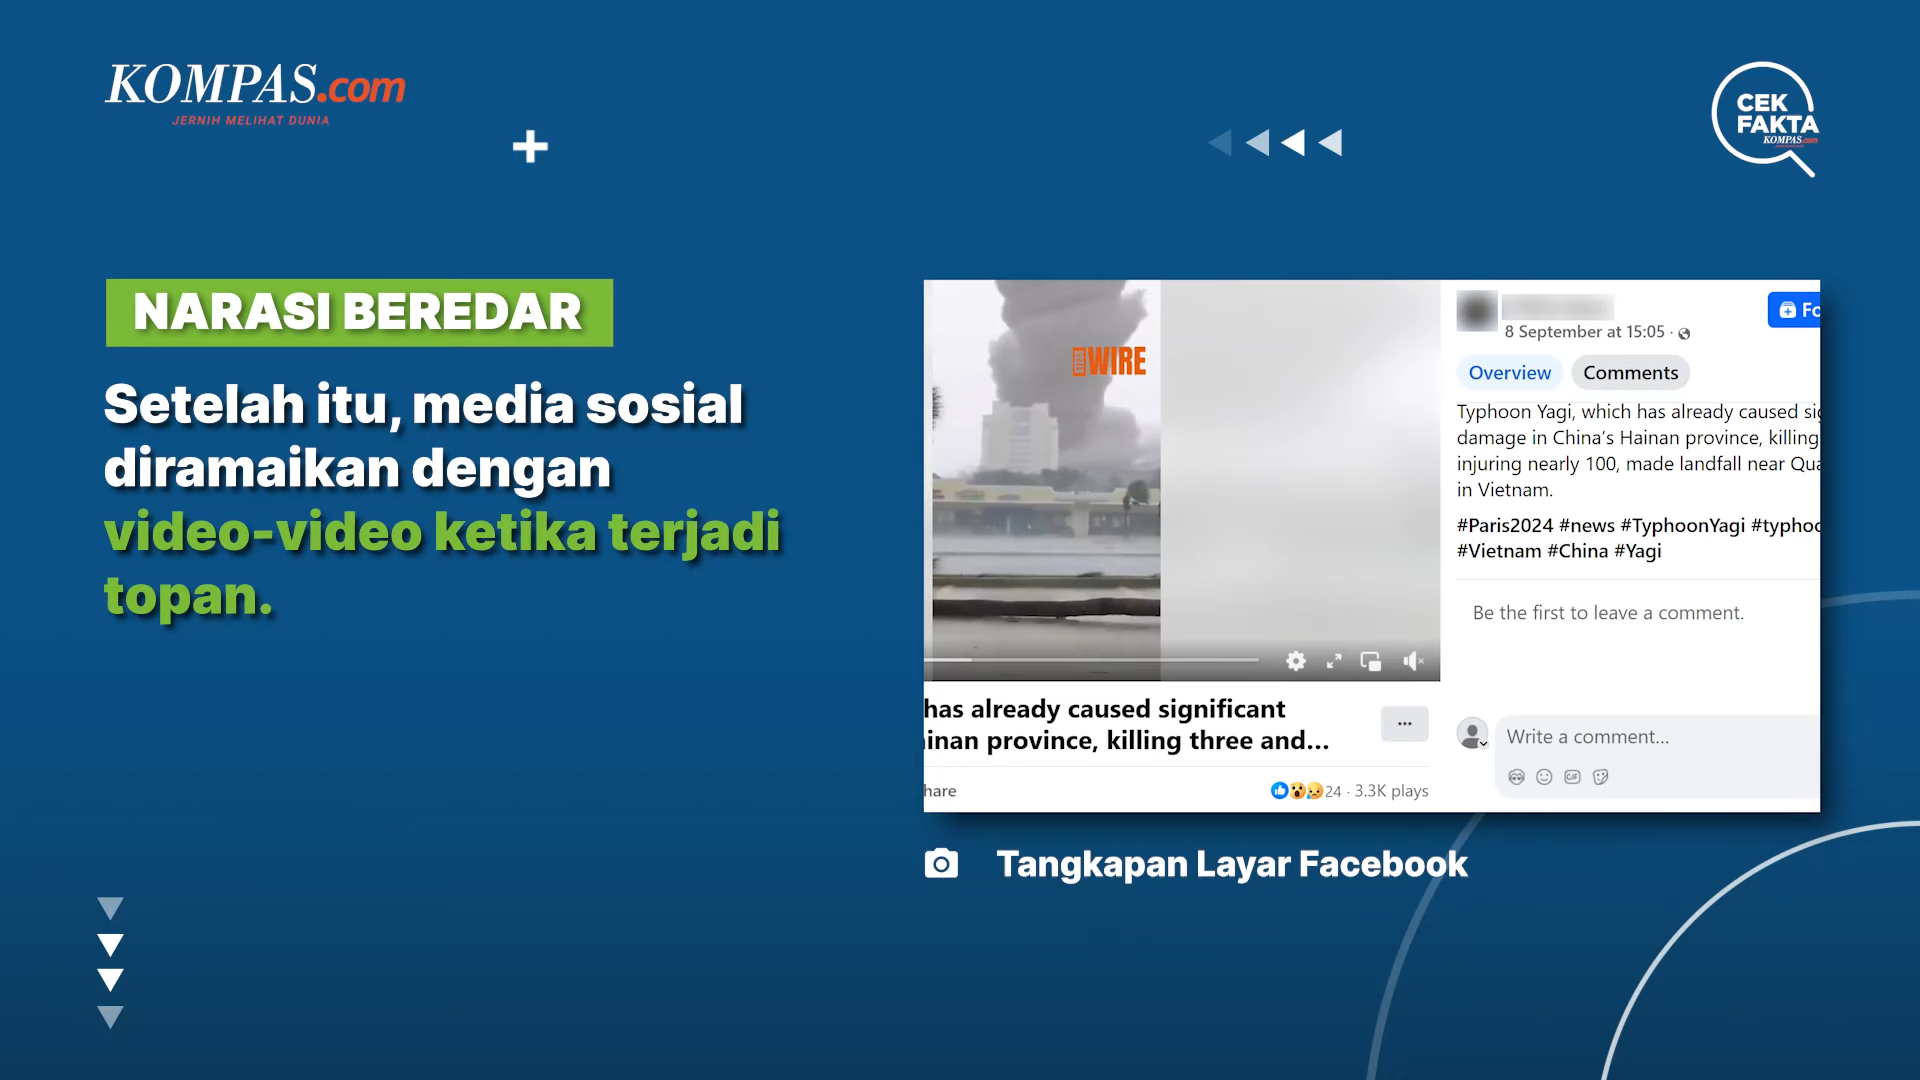 KOMPAS.com
JERNIH MELIHAT DUNIA
CEK
FAKTA
KOMPAS.com
NARASI BEREDAR
Setelah itu, media sosial
diramaikan dengan
video-video ketika terjadi
topan.
WIRE
has already caused significant
inan province, killing three and...
hare
24 · 3.3K plays
8 September at 15:05 ·
Fo
Overview
Comments
Typhoon Yagi, which has already caused sig
damage in China's Hainan province, killing
injuring nearly 100, made landfall near Qua
in Vietnam.
#Paris2024 #news #TyphoonYagi #typhoo
#Vietnam #China #Yagi
Be the first to leave a comment.
Write a comment...
GIF
Tangkapan Layar Facebook